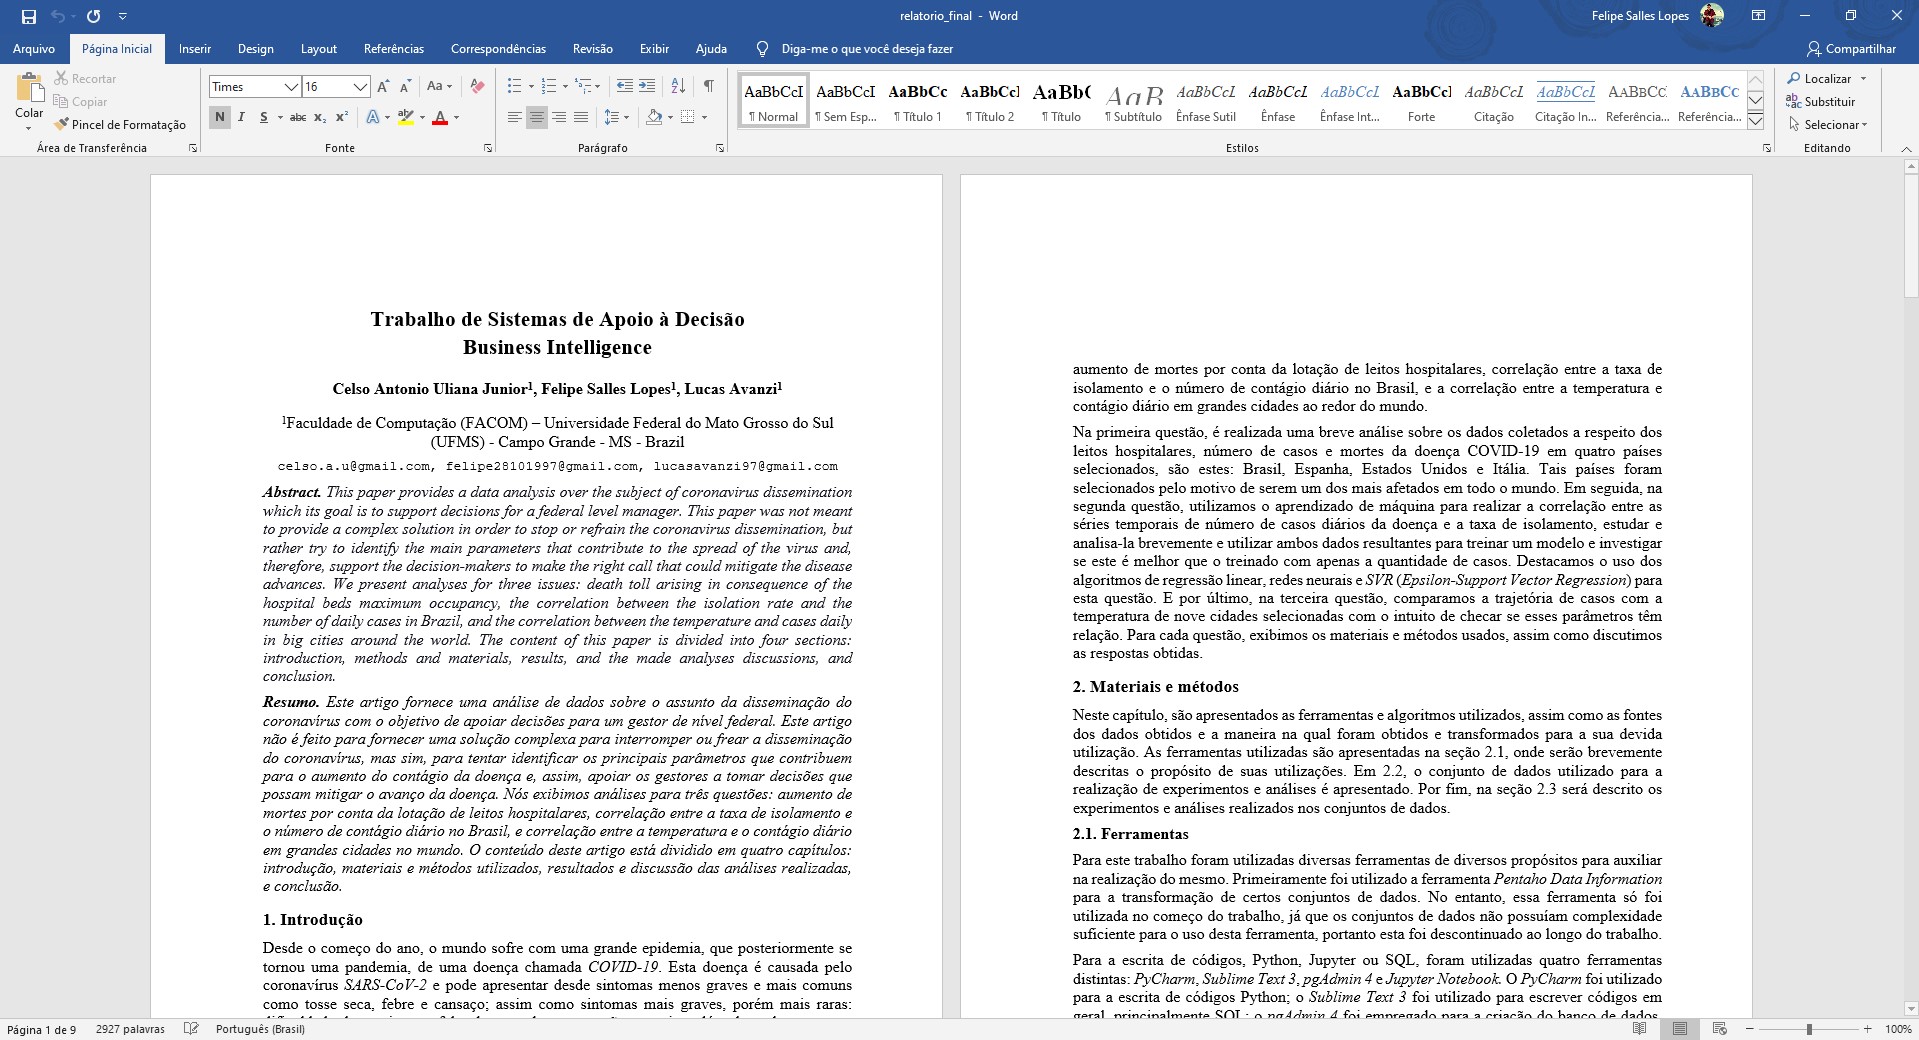 relatorio_final - Word
Felipe Salles Lopes
Arquivo
Página Inicial
Inserir
Design
Layout
Referências
Correspondências
Revisão
Exibir
Ajuda
Diga-me o que você deseja fazer
Compartilhar
Colar
Recortar
Copiar
Pincel de Formatação
Área de Transferência
Times
16
Aa
N I S abc x₂ x² A ab A
Fonte
Parágrafo
AaBbCcI AaBbCcI AaBbCc AaBbCcI AaBb( AaB AaBbCcL AaBbCcL AaBbCcL AaBbCcI AaBbCcL AaBbCcL AABBCC AABBCC
¶ Normal ¶ Sem Esp... ¶ Título 1 ¶ Título 2 ¶ Título ¶ Subtítulo Ênfase Sutil Ênfase Ênfase Int... Forte Citação Citação In... Referência... Referência...
Estilos
Localizar
Substituir
Selecionar
Editando
Trabalho de Sistemas de Apoio à Decisão
Business Intelligence
Celso Antonio Uliana Junior¹, Felipe Salles Lopes¹, Lucas Avanzi¹
¹Faculdade de Computação (FACOM) – Universidade Federal do Mato Grosso do Sul
(UFMS) - Campo Grande - MS - Brazil
celso.a.u@gmail.com, felipe28101997@gmail.com, lucasavanzi97@gmail.com
Abstract. This paper provides a data analysis over the subject of coronavirus dissemination
which its goal is to support decisions for a federal level manager. This paper was not meant
to provide a complex solution in order to stop or refrain the coronavirus dissemination, but
rather try to identify the main parameters that contribute to the spread of the virus and,
therefore, support the decision-makers to make the right call that could mitigate the disease
advances. We present analyses for three issues: death toll arising in consequence of the
hospital beds maximum occupancy, the correlation between the isolation rate and the
number of daily cases in Brazil, and the correlation between the temperature and cases daily
in big cities around the world. The content of this paper is divided into four sections:
introduction, methods and materials, results, and the made analyses discussions, and
conclusion.
Resumo. Este artigo fornece uma análise de dados sobre o assunto da disseminação do
coronavírus com o objetivo de apoiar decisões para um gestor de nível federal. Este artigo
não é feito para fornecer uma solução complexa para interromper ou frear a disseminação
do coronavírus, mas sim, para tentar identificar os principais parâmetros que contribuem
para o aumento do contágio da doença e, assim, apoiar os gestores a tomar decisões que
possam mitigar o avanço da doença. Nós exibimos análises para três questões: aumento de
mortes por conta da lotação de leitos hospitalares, correlação entre a taxa de isolamento e
o número de contágio diário no Brasil, e correlação entre a temperatura e o contágio diário
em grandes cidades no mundo. O conteúdo deste artigo está dividido em quatro capítulos:
introdução, materiais e métodos utilizados, resultados e discussão das análises realizadas,
e conclusão.
1. Introdução
Desde o começo do ano, o mundo sofre com uma grande epidemia, que posteriormente se
tornou uma pandemia, de uma doença chamada COVID-19. Esta doença é causada pelo
coronavírus SARS-CoV-2 e pode apresentar desde sintomas menos graves e mais comuns
como tosse seca, febre e cansaço; assim como sintomas mais graves, porém mais raras:
aumento de mortes por conta da lotação de leitos hospitalares, correlação entre a taxa de
isolamento e o número de contágio diário no Brasil, e a correlação entre a temperatura e
contágio diário em grandes cidades ao redor do mundo.
Na primeira questão, é realizada uma breve análise sobre os dados coletados a respeito dos
leitos hospitalares, número de casos e mortes da doença COVID-19 em quatro países
selecionados, são estes: Brasil, Espanha, Estados Unidos e Itália. Tais países foram
selecionados pelo motivo de serem um dos mais afetados em todo o mundo. Em seguida, na
segunda questão, utilizamos o aprendizado de máquina para realizar a correlação entre as
séries temporais de número de casos diários da doença e a taxa de isolamento, estudar e
analisa-la brevemente e utilizar ambos dados resultantes para treinar um modelo e investigar
se este é melhor que o treinado com apenas a quantidade de casos. Destacamos o uso dos
algoritmos de regressão linear, redes neurais e SVR (Epsilon-Support Vector Regression) para
esta questão. E por último, na terceira questão, comparamos a trajetória de casos com a
temperatura de nove cidades selecionadas com o intuito de checar se esses parâmetros têm
relação. Para cada questão, exibimos os materiais e métodos usados, assim como discutimos
as respostas obtidas.
2. Materiais e métodos
Neste capítulo, são apresentados as ferramentas e algoritmos utilizados, assim como as fontes
dos dados obtidos e a maneira na qual foram obtidos e transformados para a sua devida
utilização. As ferramentas utilizadas são apresentadas na seção 2.1, onde serão brevemente
descritas o propósito de suas utilizações. Em 2.2, o conjunto de dados utilizado para a
realização de experimentos e análises é apresentado. Por fim, na seção 2.3 será descrito os
experimentos e análises realizados nos conjuntos de dados.
2.1. Ferramentas
Para este trabalho foram utilizadas diversas ferramentas de diversos propósitos para auxiliar
na realização do mesmo. Primeiramente foi utilizado a ferramenta Pentaho Data Information
para a transformação de certos conjuntos de dados. No entanto, essa ferramenta só foi
utilizada no começo do trabalho, já que os conjuntos de dados não possuíam complexidade
suficiente para o uso desta ferramenta, portanto esta foi descontinuado ao longo do trabalho.
Para a escrita de códigos, Python, Jupyter ou SQL, foram utilizadas quatro ferramentas
distintas: PyCharm, Sublime Text 3, pgAdmin 4 e Jupyter Notebook. O PyCharm foi utilizado
para a escrita de códigos Python; o Sublime Text 3 foi utilizado para escrever códigos em
geral, principalmente SQL; o pgAdmin 4 foi empregado para a criação do banco de dados,
Página 1 de 9
2927 palavras
Português (Brasil)
100%